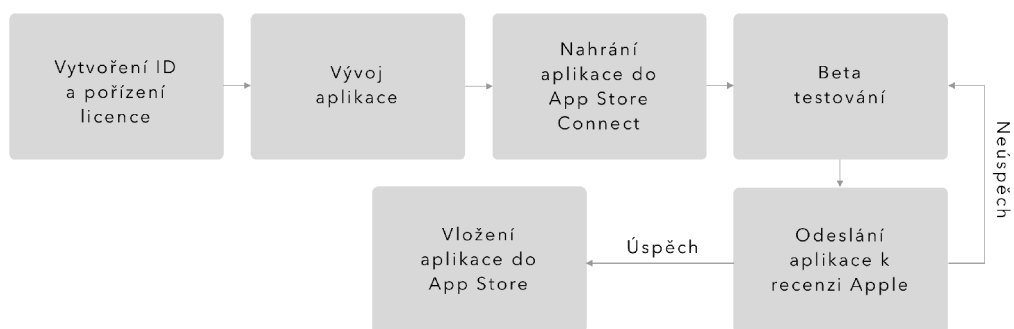 Vytvoření ID
a pořízení
licence
Vývoj
aplikace
Nahrání
aplikace do
App Store
Connect
Beta
testování
Neúspěch
Odeslání
aplikace k
recenzi Apple
Úspěch
Vložení
aplikace do
App Store